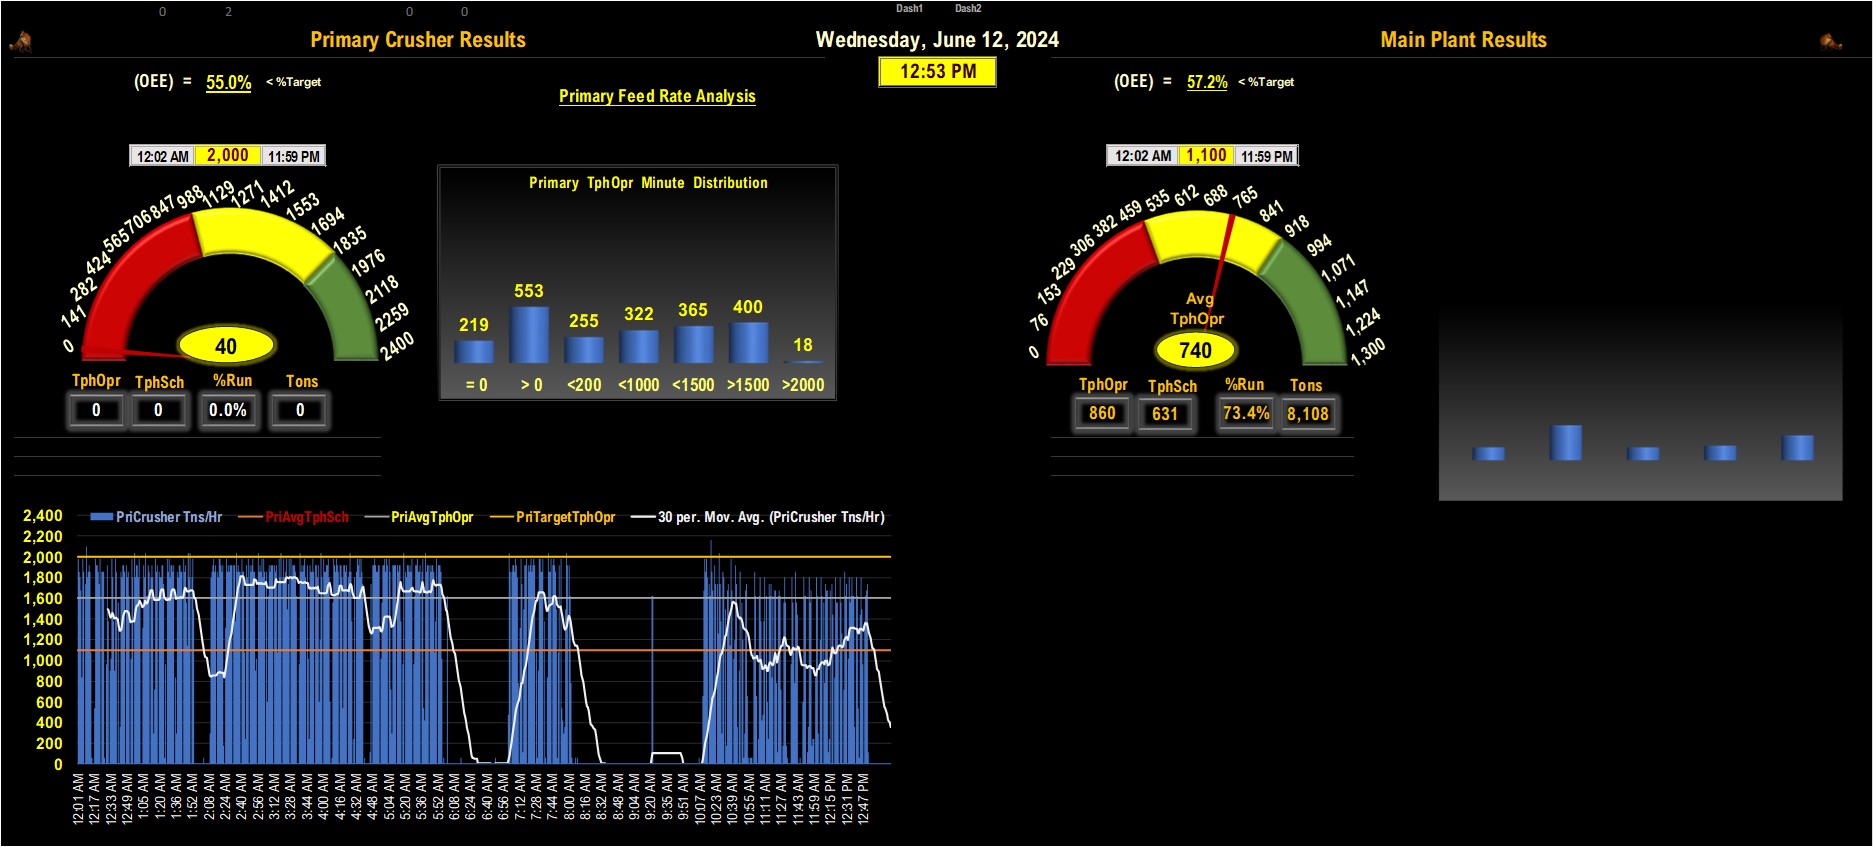 0 2 0 0 Dash1 Dash2
Primary Crusher Results
Wednesday, June 12, 2024
Main Plant Results
12:53 PM
(OEE) = 55.0% < %Target
(OEE) = 57.2% < %Target
Primary Feed Rate Analysis
12:02 AM 2,000 11:59 PM
0 141 282 424 565 706 847 988 1129 1271 1412 1553 1694 1835 1976 2118 2259 2400
40
TphOpr TphSch %Run Tons
0 0 0.0% 0
Primary TphOpr Minute Distribution
219 553 255 322 365 400 18
= 0 > 0 <200 <1000 <1500 >1500 >2000
12:02 AM 1,100 11:59 PM
0 76 153 229 306 382 459 535 612 688 765 841 918 994 1,071 1,147 1,224 1,300
Avg
TphOpr
740
TphOpr TphSch %Run Tons
860 631 73.4% 8,108
PriCrusher Tns/Hr PriAvgTphSch PriAvgTphOpr PriTargetTphOpr 30 per. Mov. Avg. (PriCrusher Tns/Hr)
2,400
2,200
2,000
1,800
1,600
1,400
1,200
1,000
800
600
400
200
0
12:01 AM 12:17 AM 12:33 AM 12:49 AM 1:05 AM 1:20 AM 1:36 AM 1:52 AM 2:08 AM 2:24 AM 2:40 AM 2:56 AM 3:12 AM 3:28 AM 3:44 AM 4:00 AM 4:16 AM 4:32 AM 4:48 AM 5:04 AM 5:20 AM 5:36 AM 5:52 AM 6:08 AM 6:24 AM 6:40 AM 6:56 AM 7:12 AM 7:28 AM 7:44 AM 8:00 AM 8:16 AM 8:32 AM 8:48 AM 9:04 AM 9:20 AM 9:35 AM 9:51 AM 10:07 AM 10:23 AM 10:39 AM 10:55 AM 11:11 AM 11:27 AM 11:43 AM 11:59 AM 12:15 PM 12:31 PM 12:47 PM